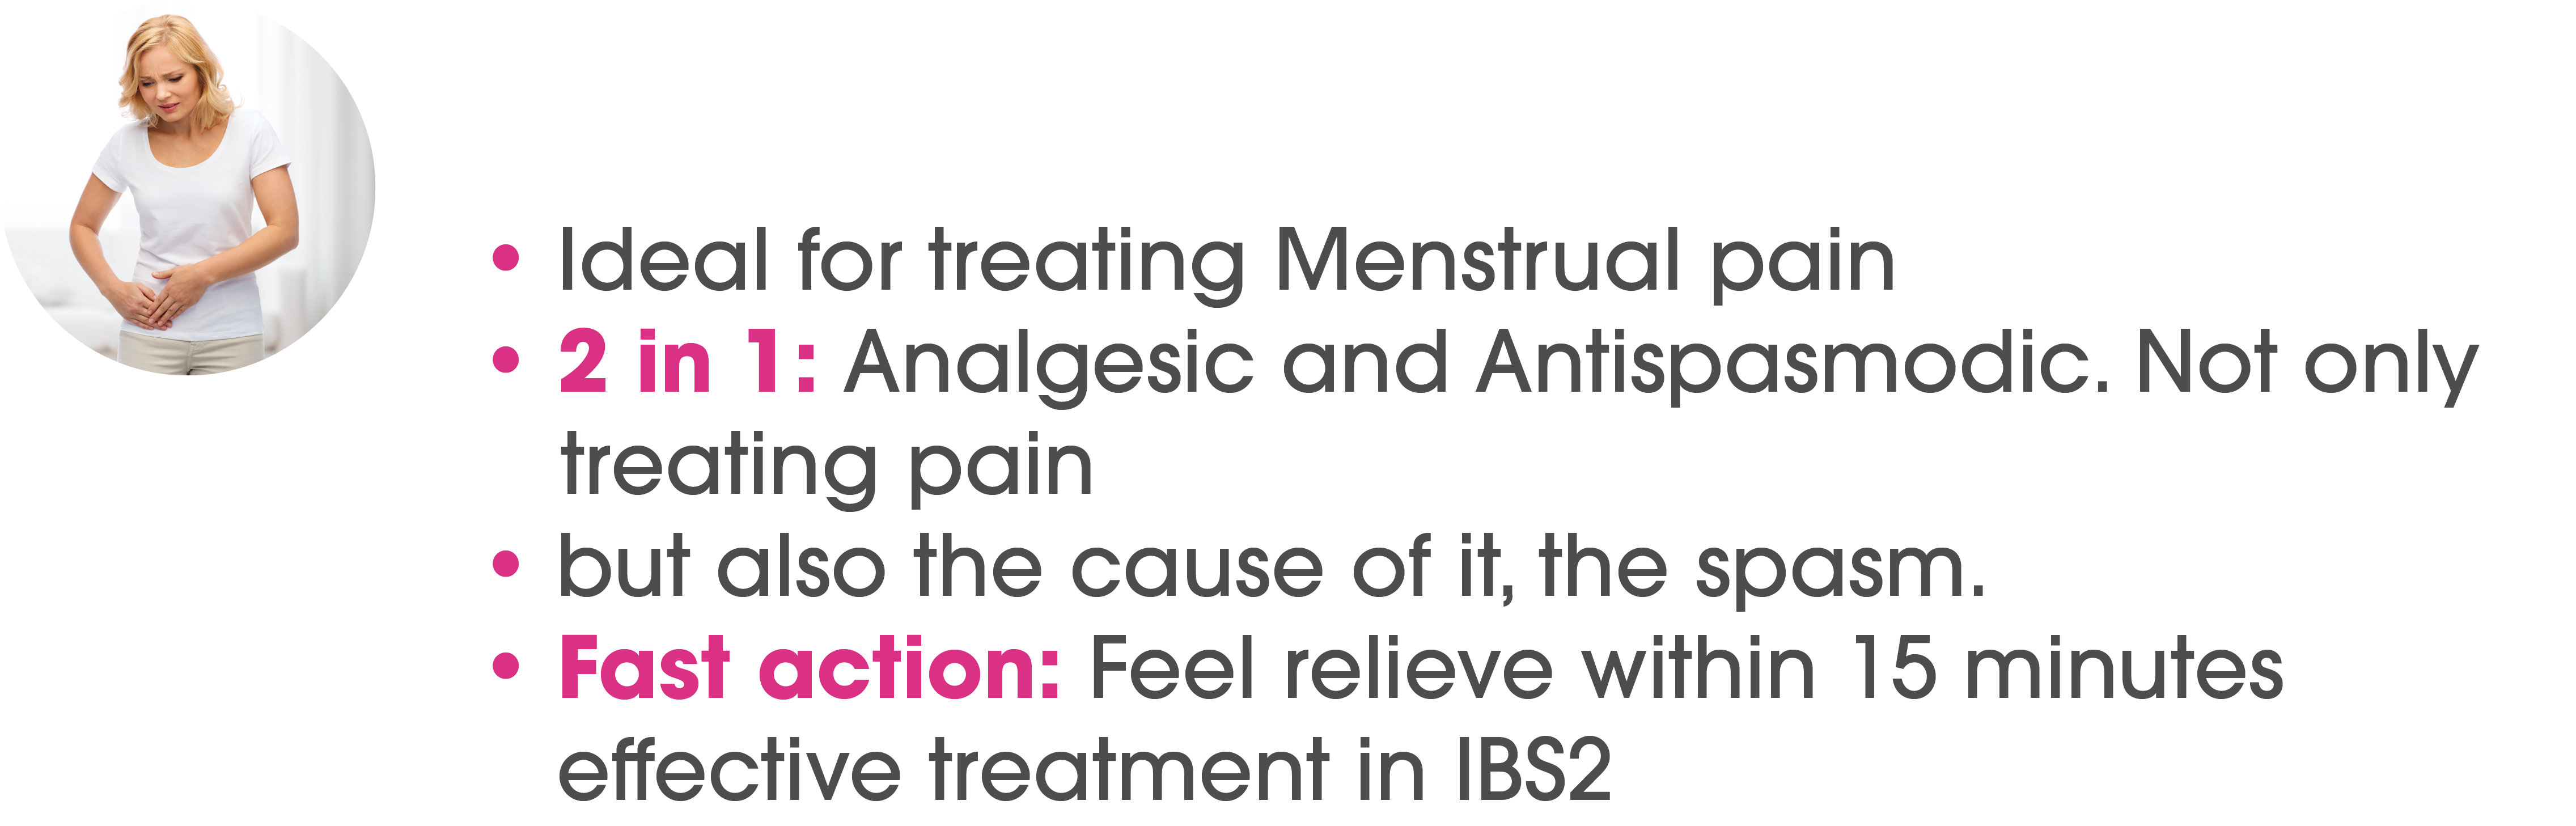 • Ideal for treating Menstrual pain
• 2 in 1: Analgesic and Antispasmodic. Not only
treating pain
• but also the cause of it, the spasm.
• Fast action: Feel relieve within 15 minutes
effective treatment in IBS2